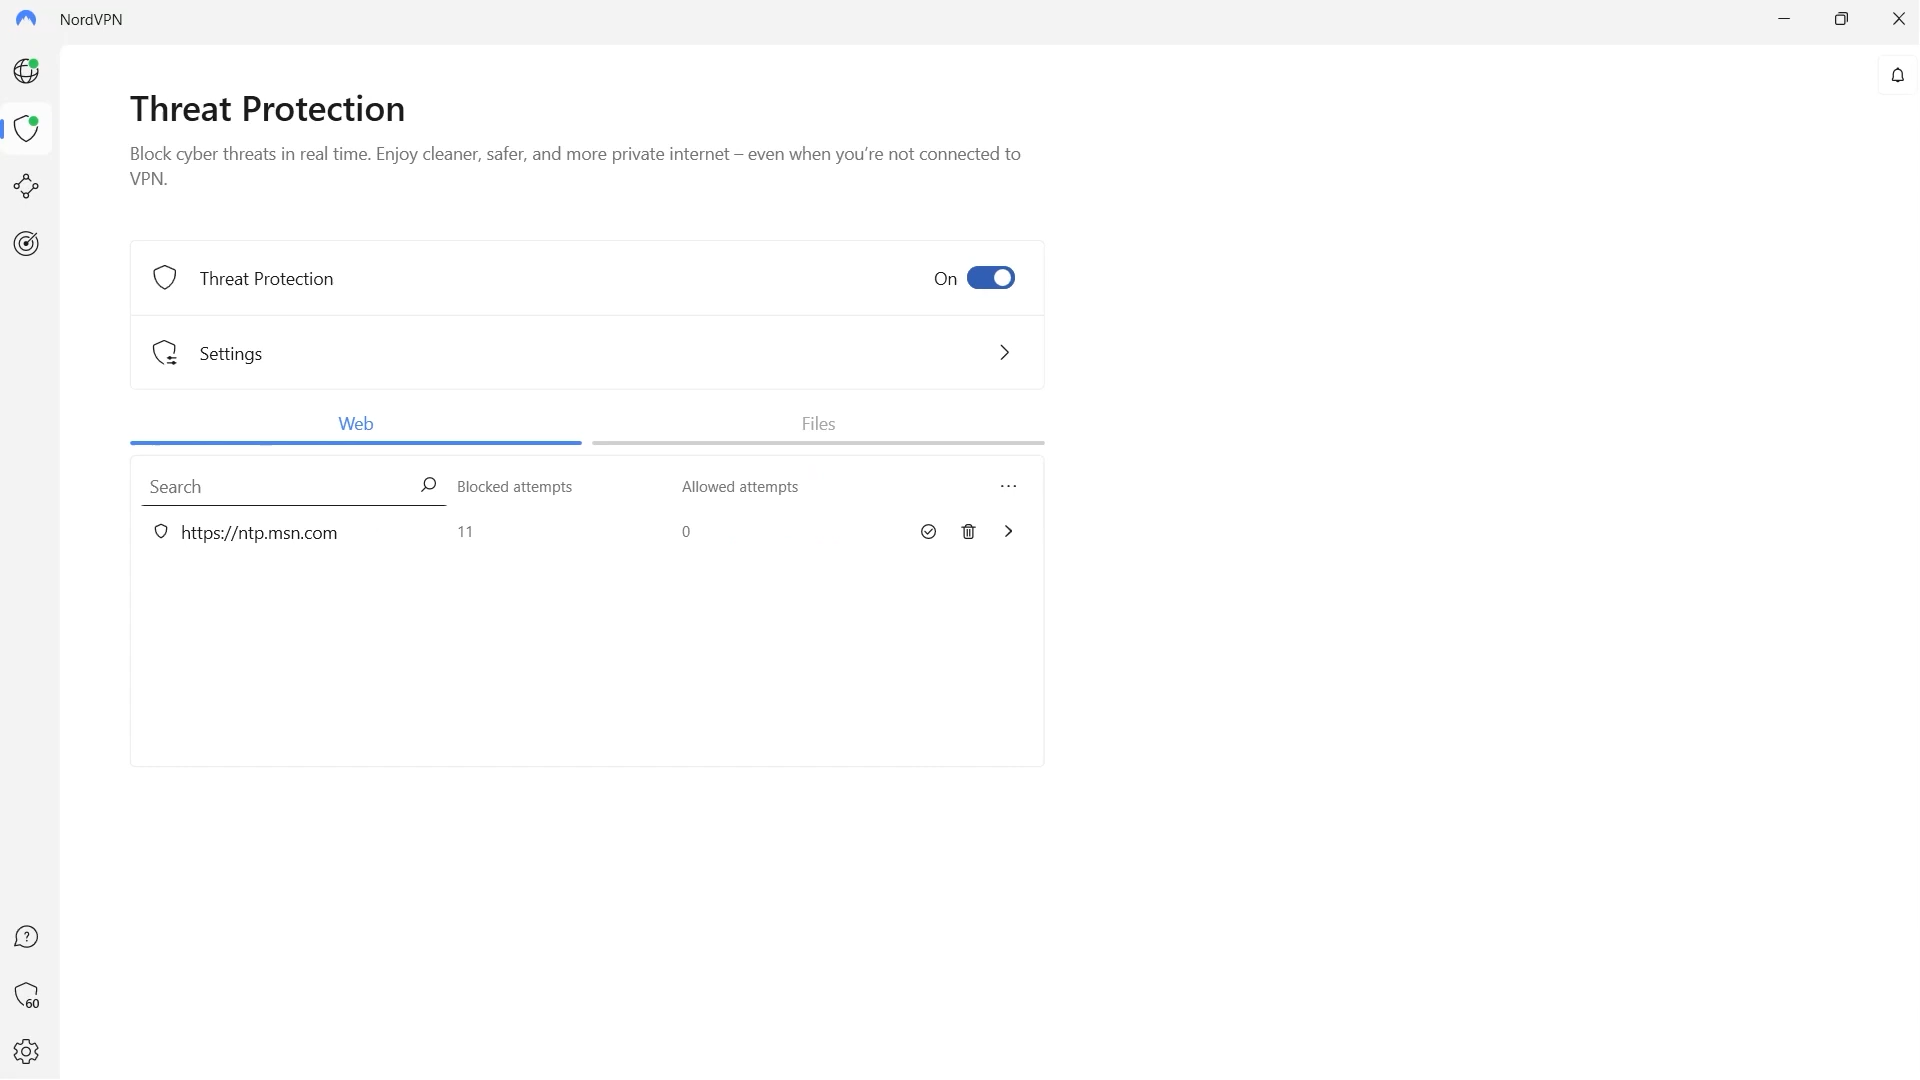 NordVPN
Threat Protection
Block cyber threats in real time. Enjoy cleaner, safer, and more private internet – even when you’re not connected to
VPN.
Threat Protection
On
Settings
Web
Files
Search
Blocked attempts
Allowed attempts
https://ntp.msn.com
11
0
60